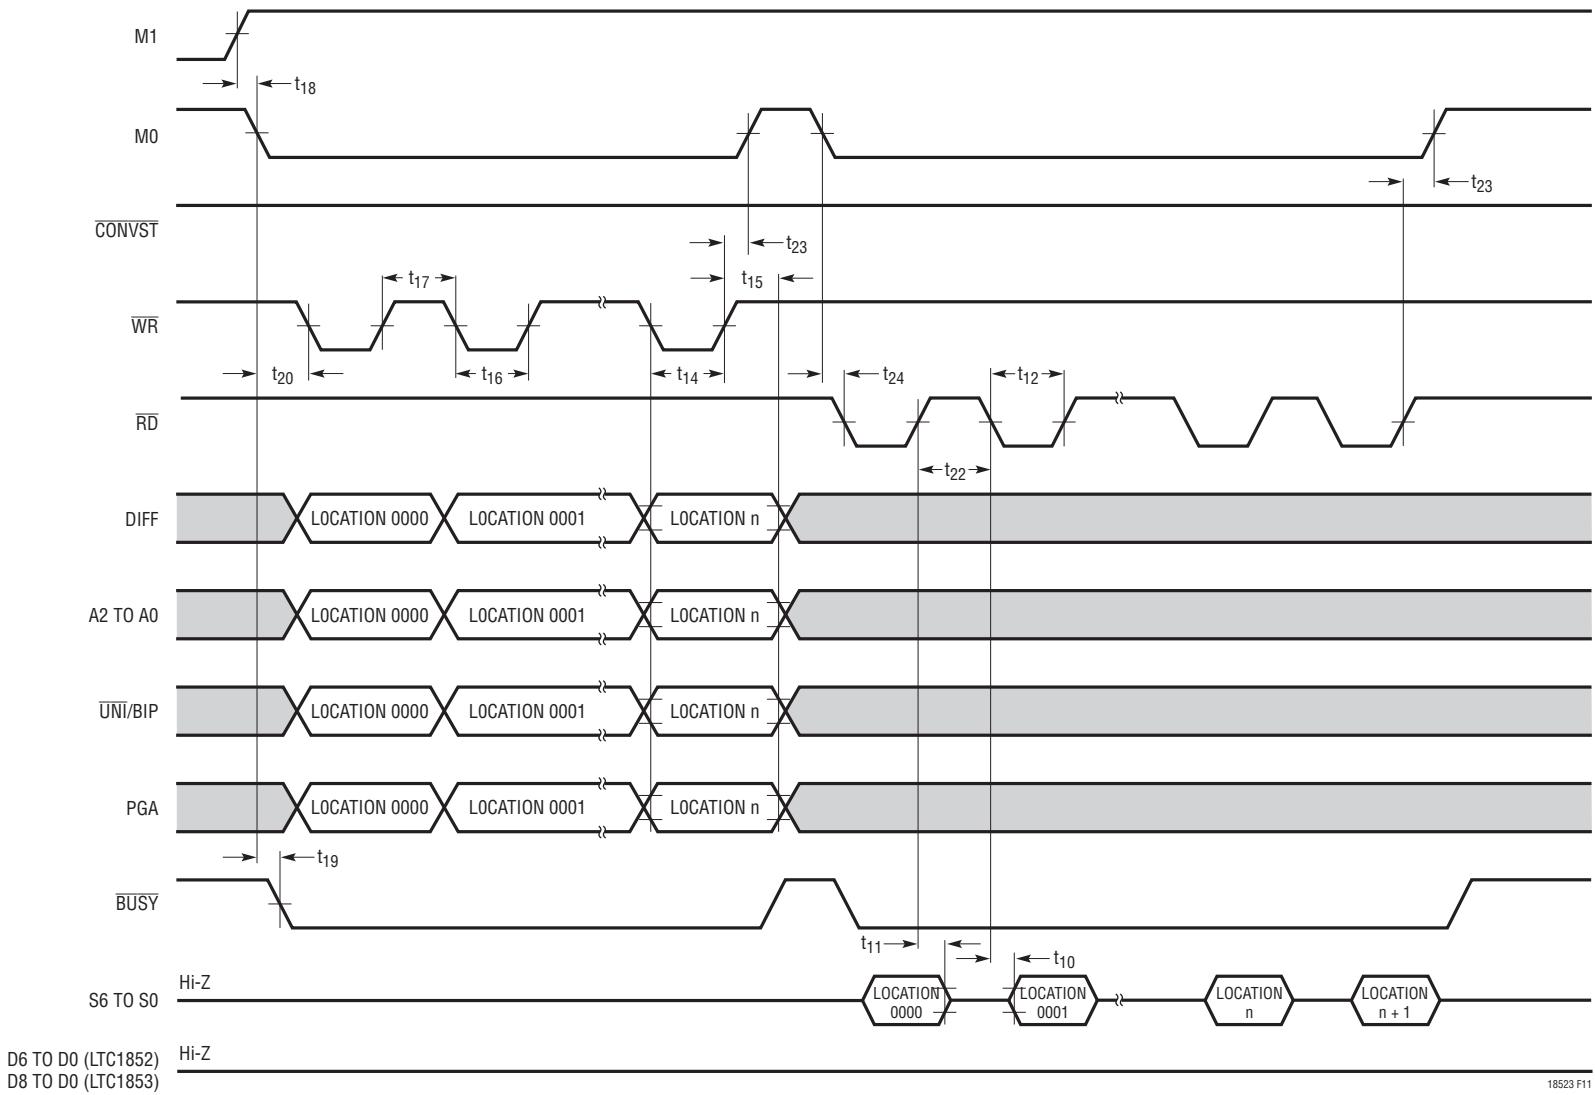 M1
t18
M0
t23
CONVST
t23
t17
t15
WR
t20
t16
t14
t24
t12
RD
t22
DIFF
LOCATION 0000
LOCATION 0001
LOCATION n
A2 TO A0
LOCATION 0000
LOCATION 0001
LOCATION n
UNI/BIP
LOCATION 0000
LOCATION 0001
LOCATION n
PGA
LOCATION 0000
LOCATION 0001
LOCATION n
t19
BUSY
t11
t10
S6 TO S0
Hi-Z
LOCATION
0000
LOCATION
0001
LOCATION
n
LOCATION
n + 1
D6 TO D0 (LTC1852)
D8 TO D0 (LTC1853)
Hi-Z
18523 F11